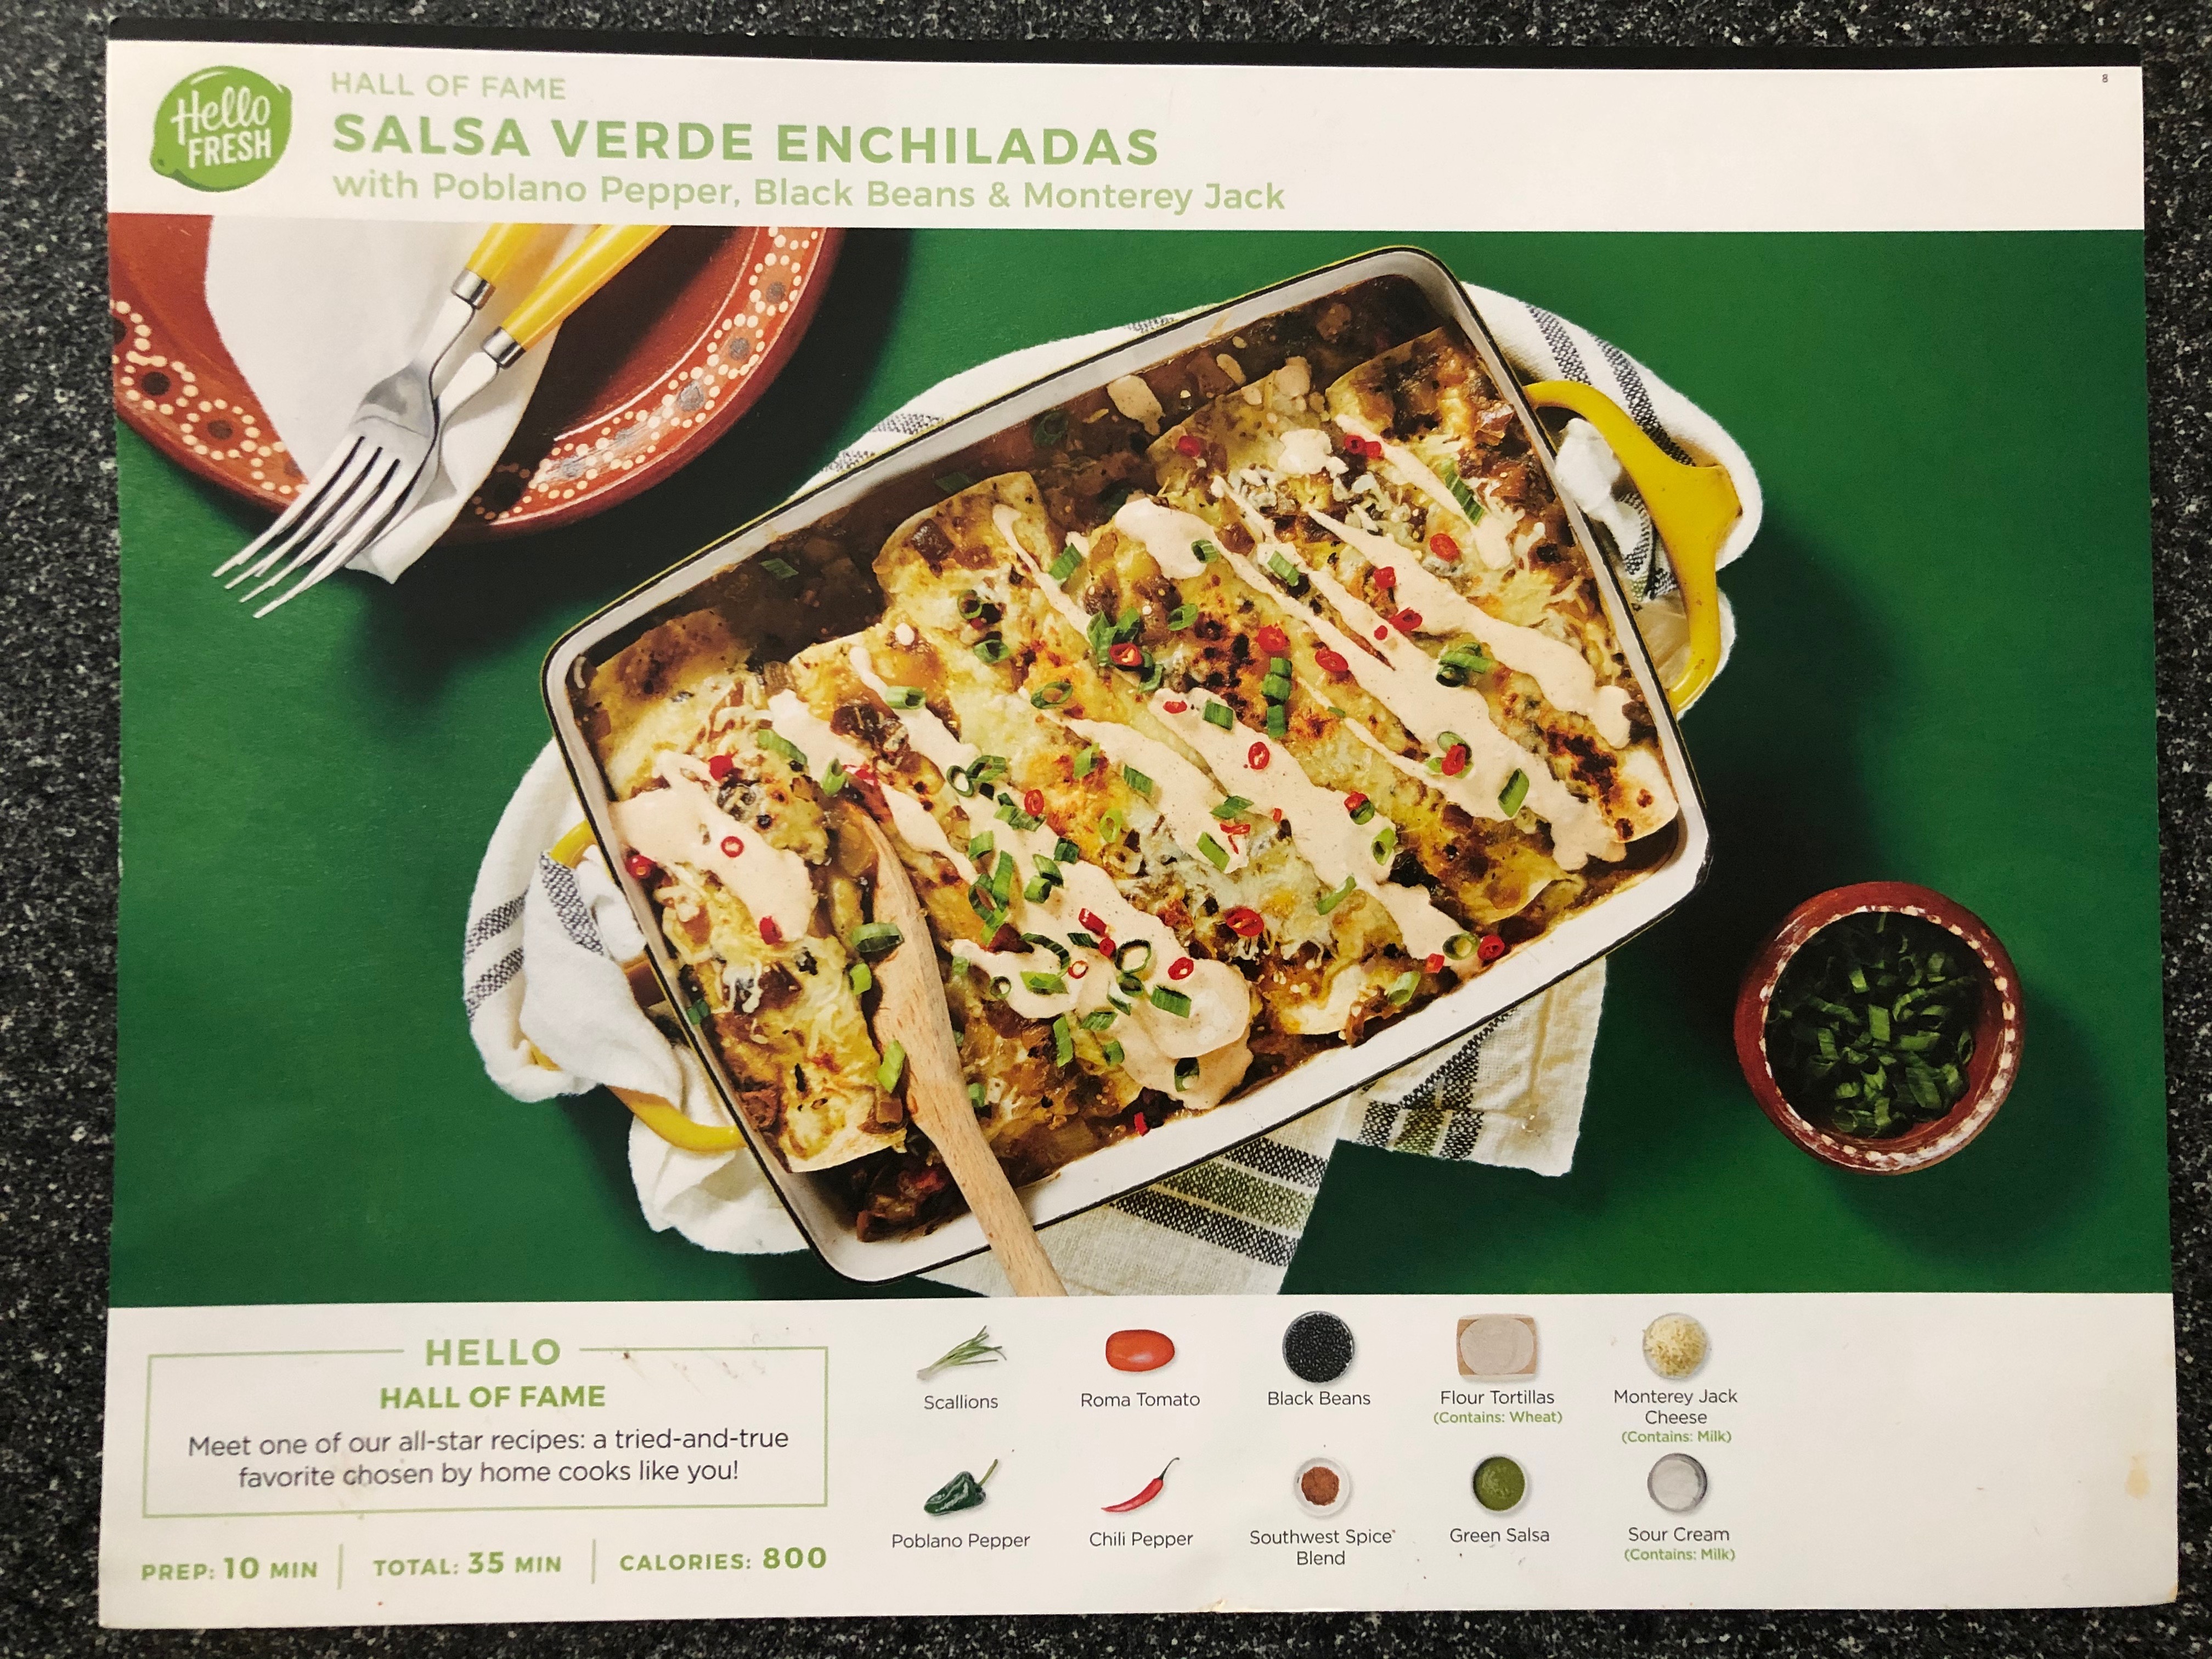 8
Hello
FRESH
HALL OF FAME
SALSA VERDE ENCHILADAS
with Poblano Pepper, Black Beans & Monterey Jack
HELLO
HALL OF FAME
Meet one of our all-star recipes: a tried-and-true
favorite chosen by home cooks like you!
PREP: 10 MIN
TOTAL: 35 MIN
CALORIES: 800
Scallions
Roma Tomato
Black Beans
Flour Tortillas
(Contains: Wheat)
Monterey Jack
Cheese
(Contains: Milk)
Poblano Pepper
Chili Pepper
Southwest Spice*
Blend
Green Salsa
Sour Cream
(Contains: Milk)